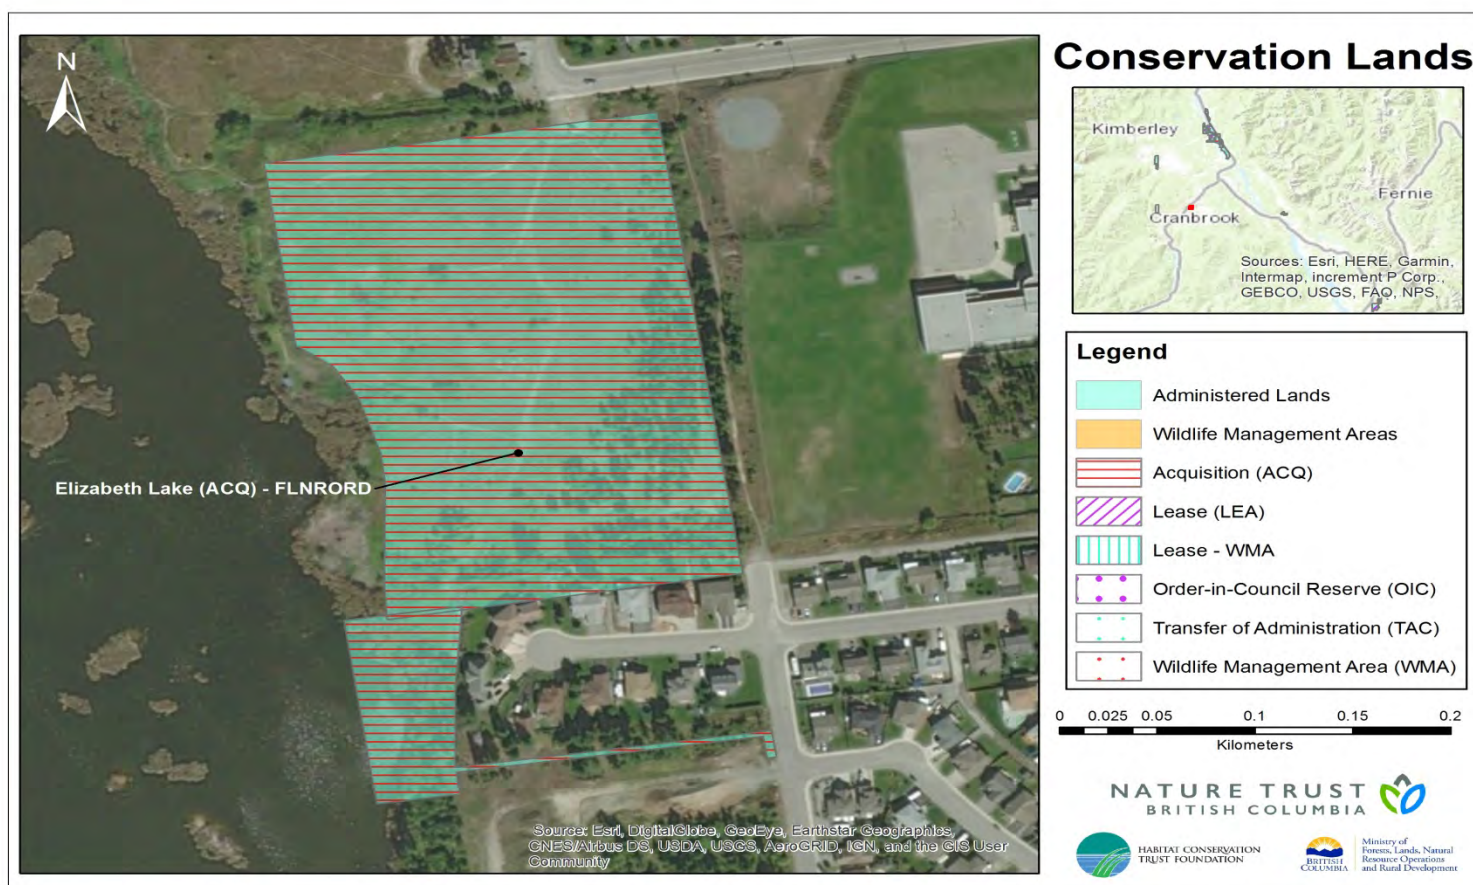 N
Elizabeth Lake (ACQ) - FLNRORD
Source: Esri, DigitalGlobe, GeoEye, Earthstar Geographics,
CNES/Airbus DS, USDA, USGS, AeroGRID, IGN, and the GIS User
Community
Conservation Lands
Kimberley
Fernie
Cranbrook
Sources: Esri, HERE, Garmin,
Intermap, increment P Corp.,
GEBCO, USGS, FAO, NPS,
Legend
Administered Lands
Wildlife Management Areas
Acquisition (ACQ)
Lease (LEA)
Lease - WMA
Order-in-Council Reserve (OIC)
Transfer of Administration (TAC)
Wildlife Management Area (WMA)
0 0.025 0.05 0.1 0.15 0.2
Kilometers
NATURE TRUST
BRITISH COLUMBIA
HABITAT CONSERVATION
TRUST FOUNDATION
BRITISH
COLUMBIA
Ministry of
Forests, Lands, Natural
Resource Operations
and Rural Development